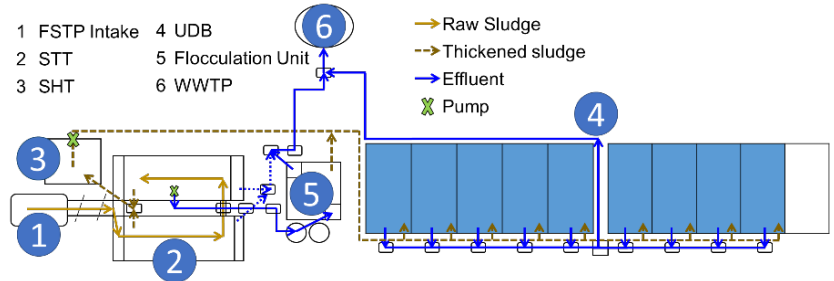 1 FSTP Intake 4 UDB
2 STT 5 Flocculation Unit
3 SHT 6 WWTP
Raw Sludge
Thickened sludge
Effluent
Pump
6
4
3
5
1
2